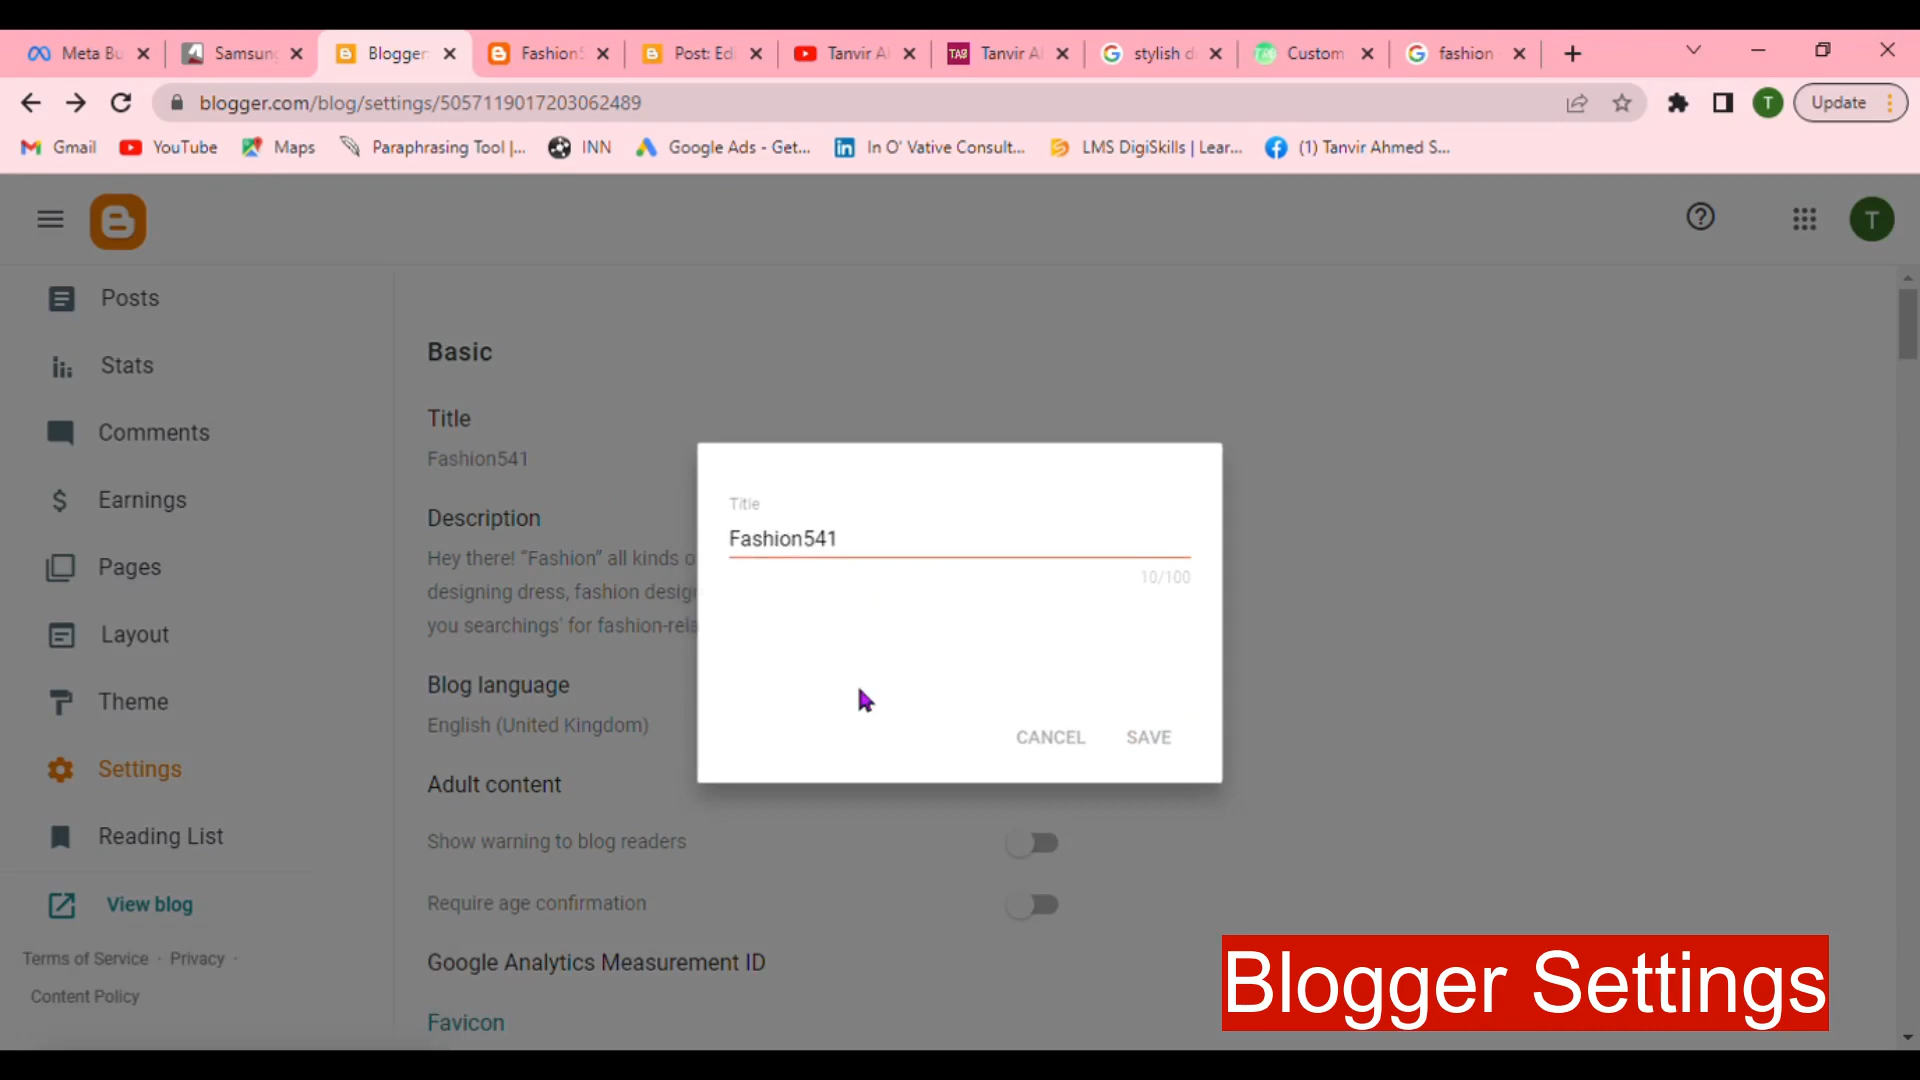 Meta Bu
Samsun
Blogger
Fashion5
Post: Edi
Tanvir Al
TAS Tanvir Al
stylish d
Custom
fashion
blogger.com/blog/settings/5057119017203062489
T
Update
Gmail
YouTube
Maps
Paraphrasing Tool |...
INN
Google Ads - Get...
In O' Vative Consult...
LMS DigiSkills | Lear...
(1) Tanvir Ahmed S...
T
Posts
Stats
Comments
Earnings
Pages
Layout
Theme
Settings
Reading List
View blog
Terms of Service · Privacy ·
Content Policy
Basic
Title
Fashion541
Description
Hey there! “Fashion” all kinds o
designing dress, fashion desig
you searchings' for fashion-rela
Blog language
English (United Kingdom)
Adult content
Show warning to blog readers
Require age confirmation
Google Analytics Measurement ID
Favicon
Title
Fashion541
10/100
CANCEL
SAVE
Blogger Settings